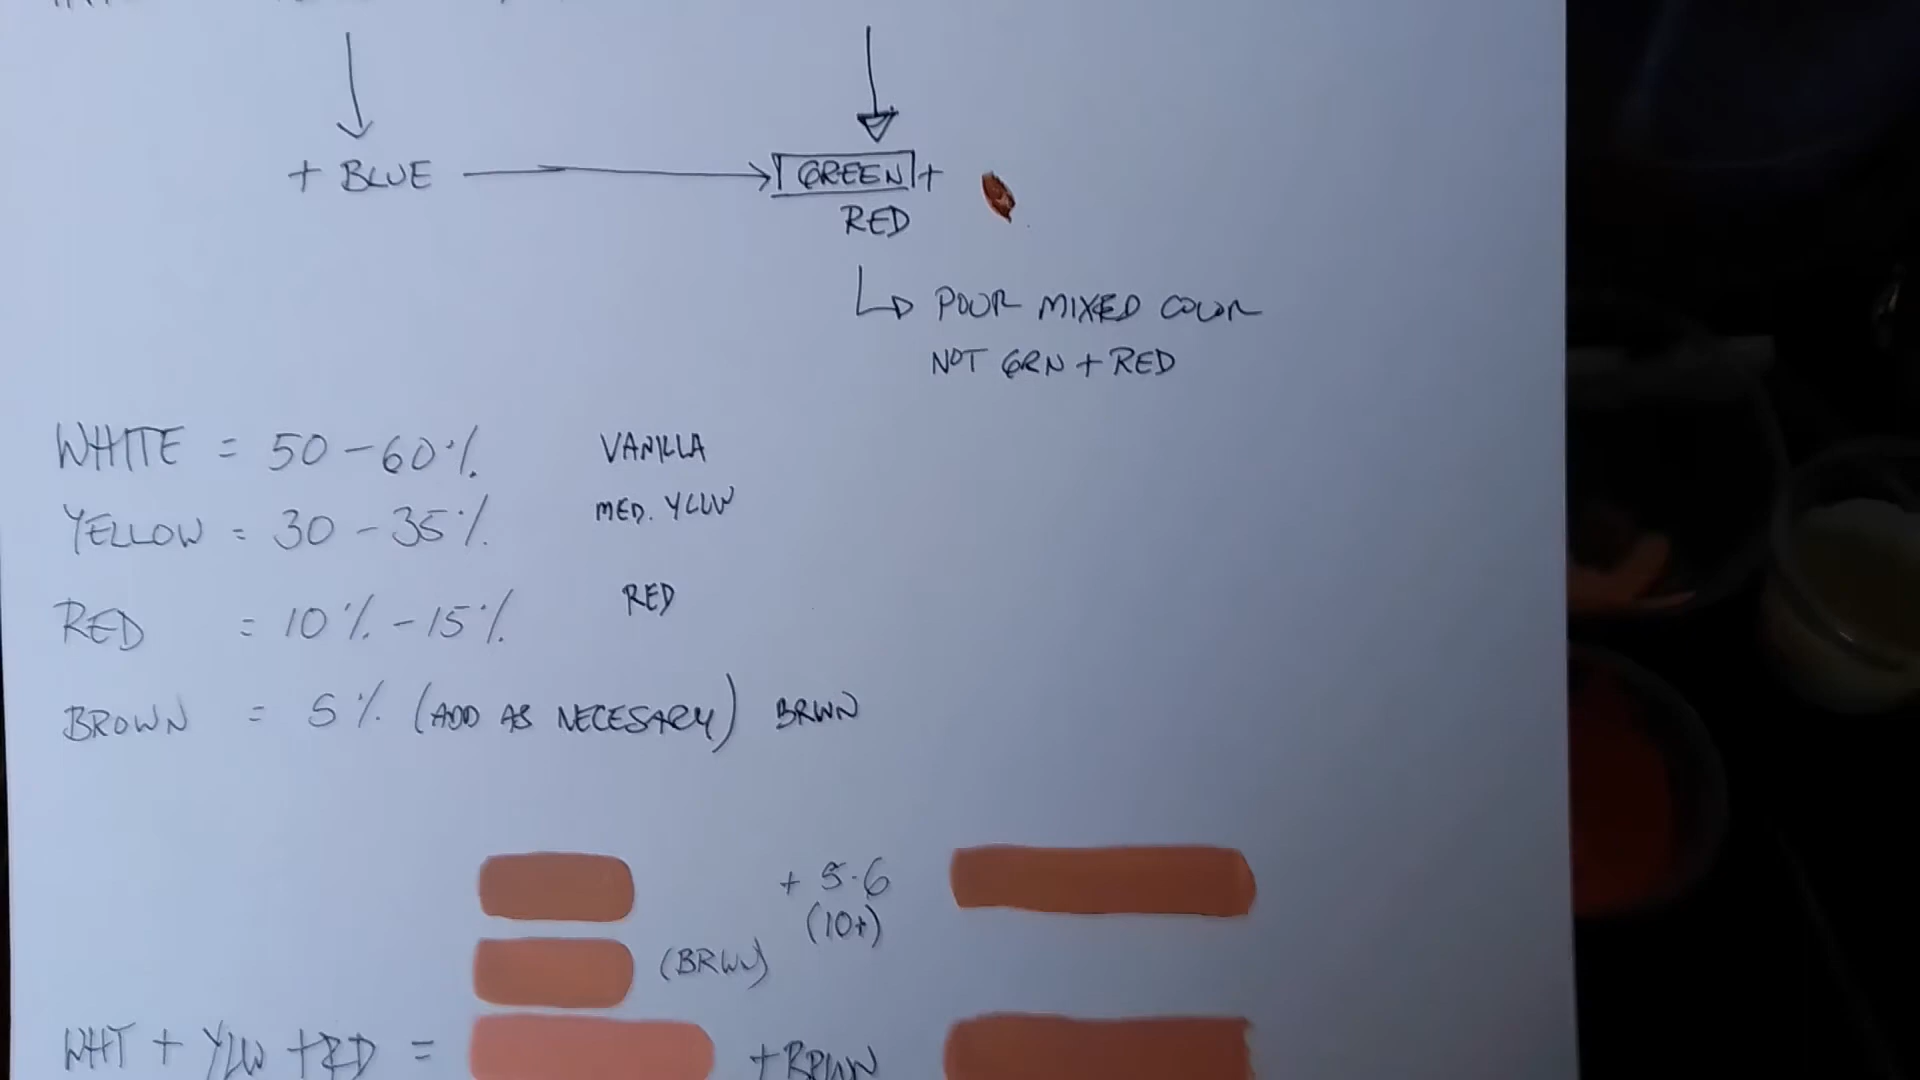 + BLUE
GREEN +
RED
POUR MIXED COLOR
NOT GRN + RED
WHITE = 50 - 60% VANILLA
YELLOW = 30 - 35% MED. YLLW
RED = 10% - 15% RED
BROWN = 5% (ADD AS NECESARY) BRWN
+ 5-6
(10+)
(BRWN)
WHT + YLW + RD = + BRWN